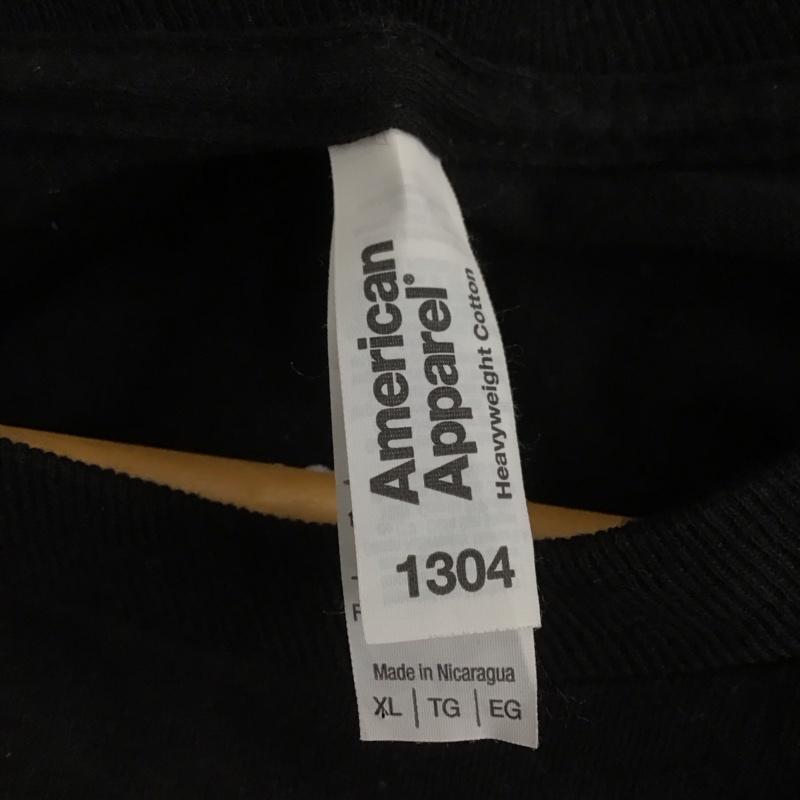 American
Apparel®
Heavyweight Cotton
1304
Made in Nicaragua
XL | TG | EG